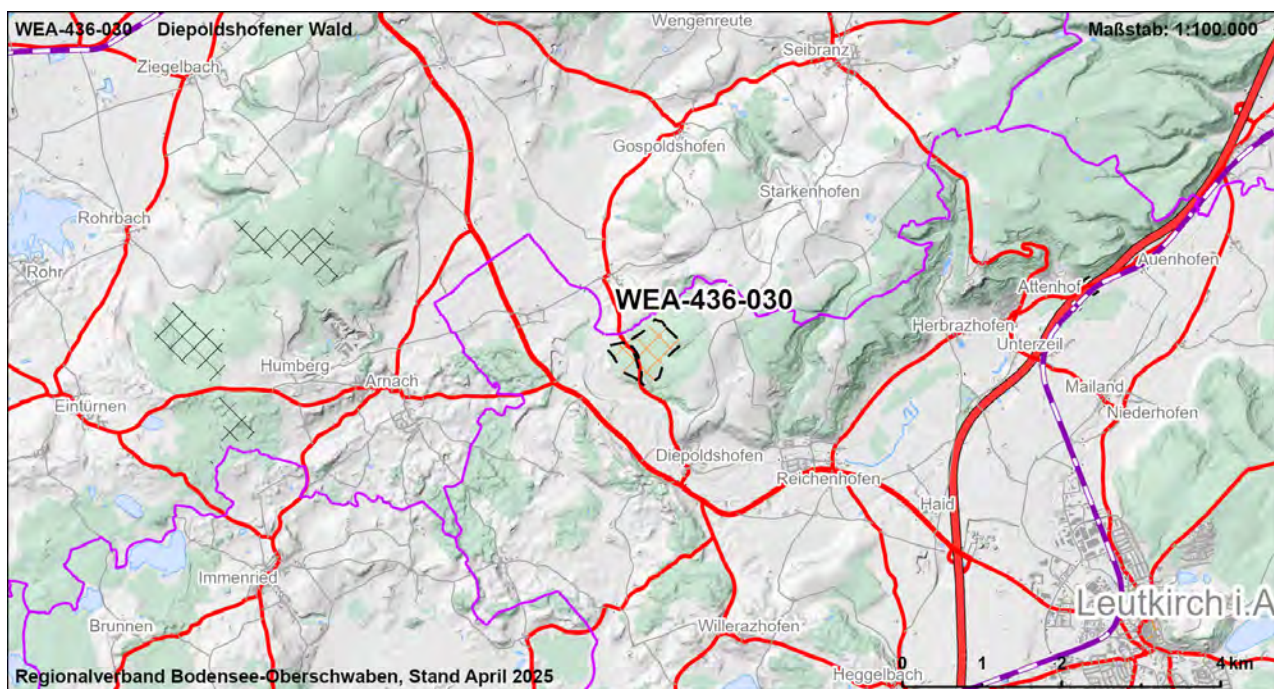 WEA-436-030 Diepoldshofener Wald
Maßstab: 1:100.000
Wengenreute
Seibranz
Ziegelbach
Gospoldshofen
Starkenhofen
Rohrbach
Rohr
Auenhofen
Attenhof
WEA-436-030
Herbrazhofen
Unterzeil
Humberg
Arnach
Mailand
Niederhofen
Eintürnen
Diepoldshofen
Reichenhofen
Haid
Immenried
Leutkirch i.A
Brunnen
Willerazhofen
Heggelbach
0 1 2 4 km
Regionalverband Bodensee-Oberschwaben, Stand April 2025